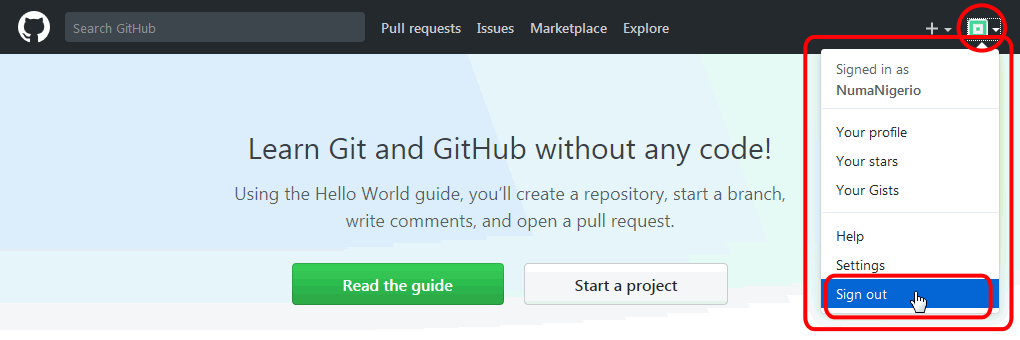 Search GitHub Pull requests Issues Marketplace Explore
Signed in as
NumaNigerio
Your profile
Your stars
Your Gists
Help
Settings
Sign out
Learn Git and GitHub without any code!
Using the Hello World guide, you'll create a repository, start a branch,
write comments, and open a pull request.
Read the guide Start a project